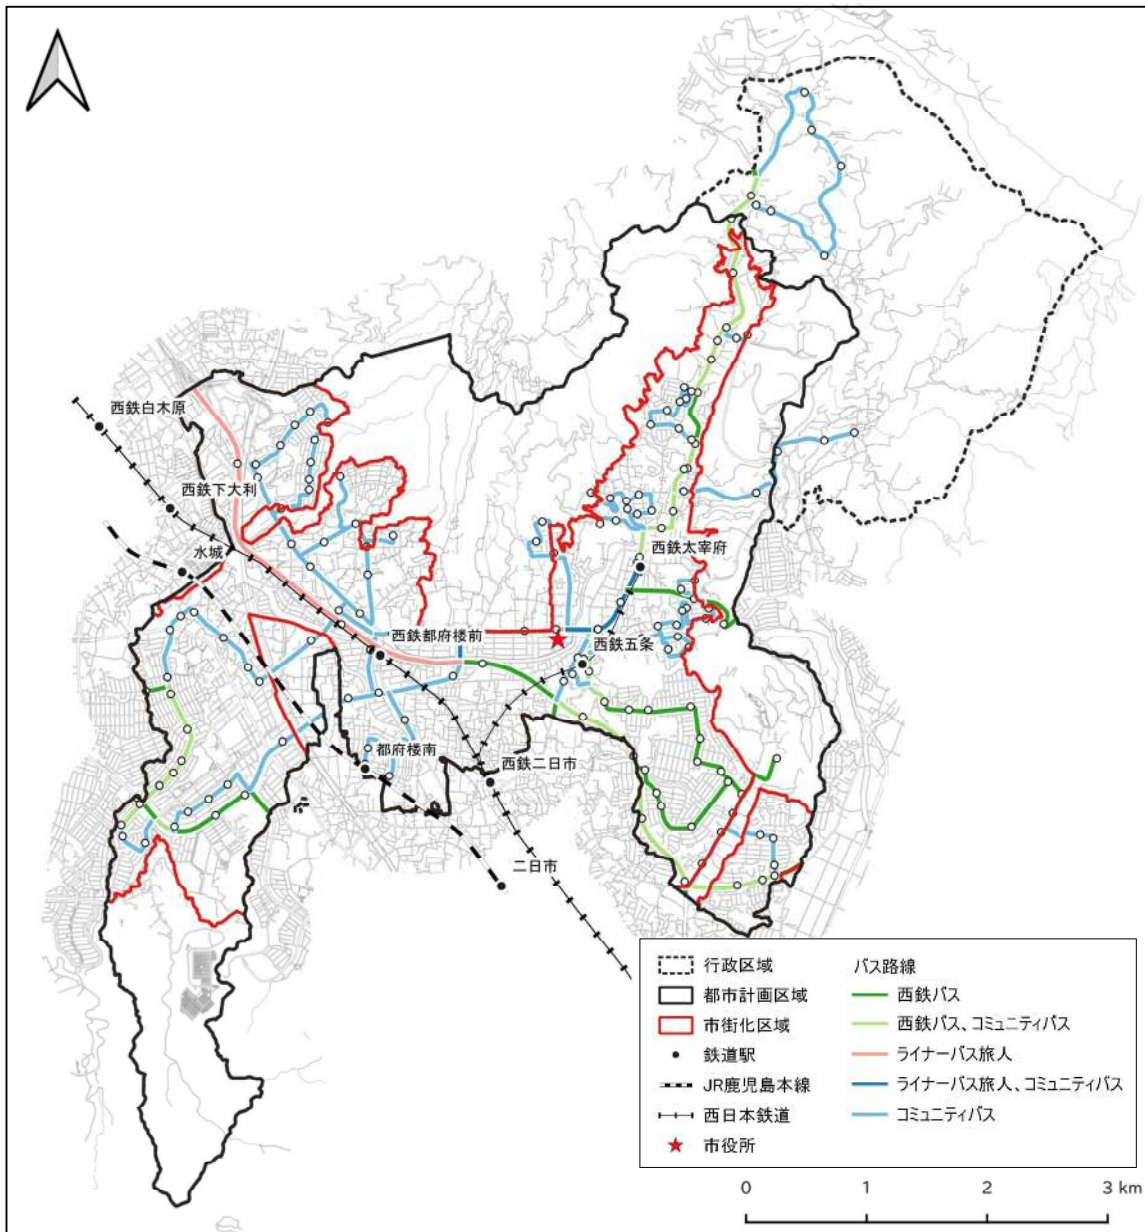 西鉄白木原
西鉄下大利
水城
西鉄太宰府
西鉄都府楼前
西鉄五条
都府楼南
西鉄二日市
二日市
行政区域
都市計画区域
市街化区域
鉄道駅
JR鹿児島本線
西日本鉄道
市役所
バス路線
西鉄バス
西鉄バス、コミュニティバス
ライナーバス旅人
ライナーバス旅人、コミュニティバス
コミュニティバス
0 1 2 3 km